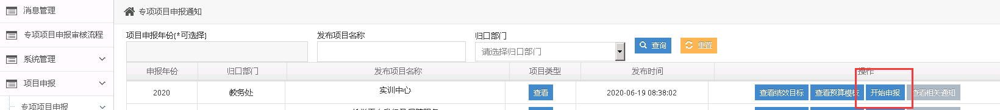 消息管理
专项项目申报审核流程
系统管理
项目申报
专项项目申报
专项项目申报通知
项目申报年份(*可选择)
发布项目名称
归口部门
请选择归口部门
查询
重置
申报年份 归口部门 发布项目名称 项目类型 发布时间 操作
2020 教务处 实训中心 查看 2020-06-19 08:38:02 查看绩效目标 查看预算模板 开始申报 查看相关通知